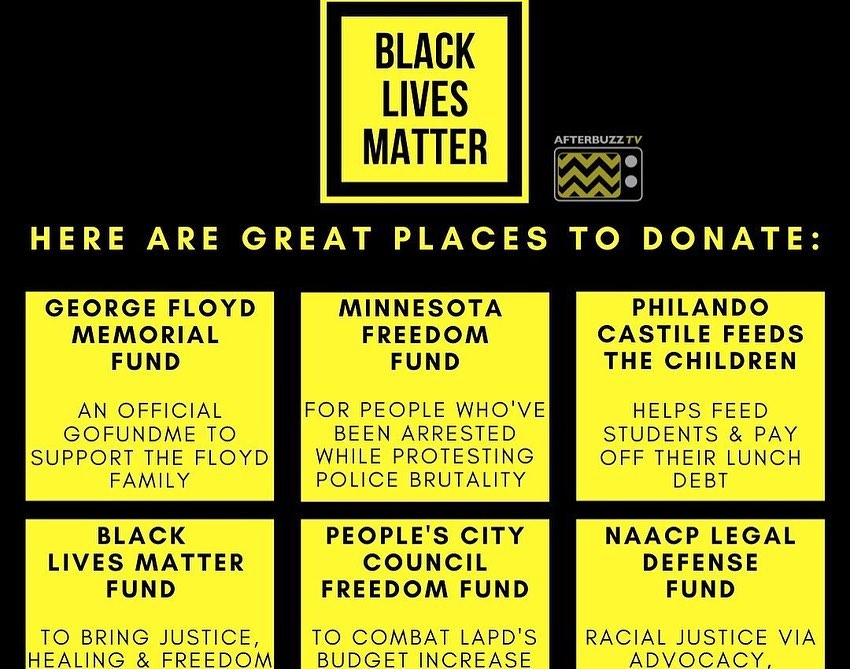 BLACK
LIVES
MATTER
AFTERBUZZ TV
HERE ARE GREAT PLACES TO DONATE:
GEORGE FLOYD
MEMORIAL
FUND
AN OFFICIAL
GOFUNDME TO
SUPPORT THE FLOYD
FAMILY
MINNESOTA
FREEDOM
FUND
FOR PEOPLE WHO'VE
BEEN ARRESTED
WHILE PROTESTING
POLICE BRUTALITY
PHILANDO
CASTILE FEEDS
THE CHILDREN
HELPS FEED
STUDENTS & PAY
OFF THEIR LUNCH
DEBT
BLACK
LIVES MATTER
FUND
TO BRING JUSTICE,
HEALING & FREEDOM
PEOPLE'S CITY
COUNCIL
FREEDOM FUND
TO COMBAT LAPD'S
BUDGET INCREASE
NAACP LEGAL
DEFENSE
FUND
RACIAL JUSTICE VIA
ADVOCACY,